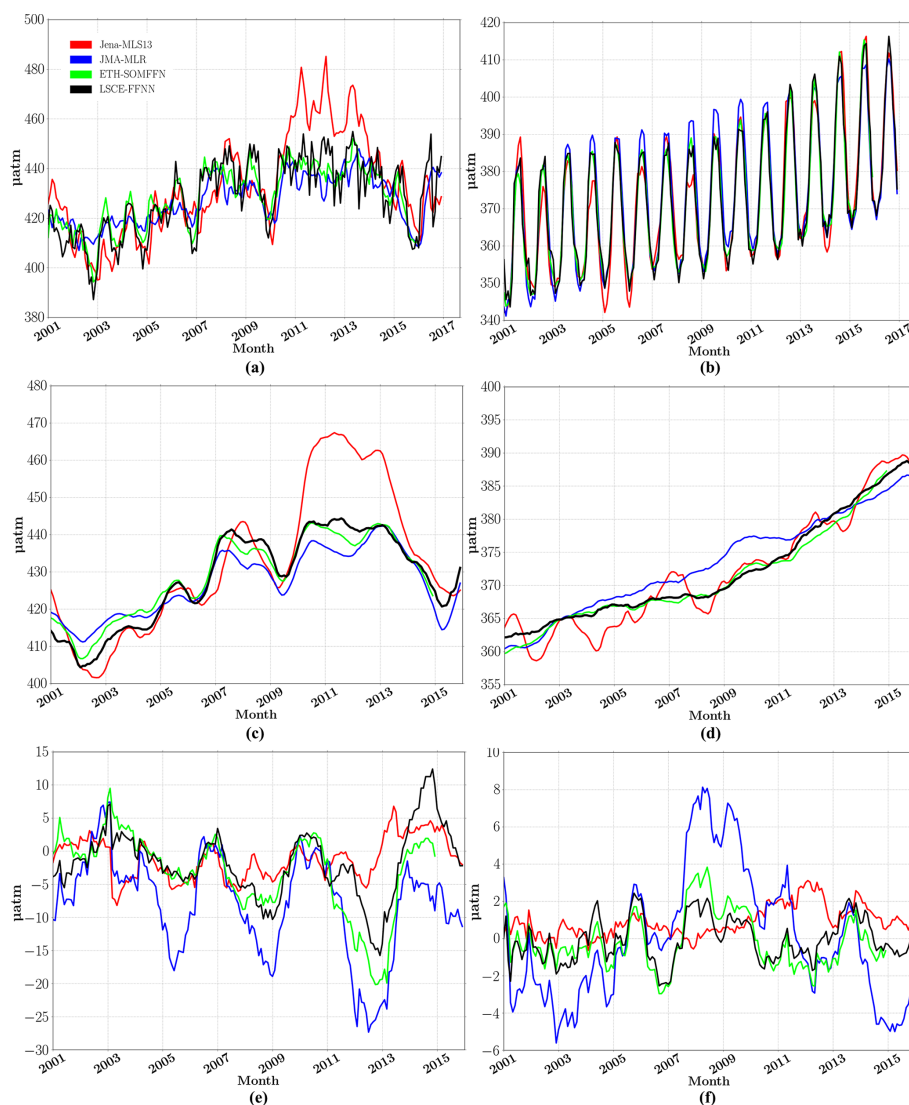 500
480
460
440
420
400
380
µatm
Jena-MLS13
JMA-MLR
ETH-SOMFFN
LSCE-FFNN
2001 2003 2005 2007 2009 2011 2013 2015 2017
Month
(a)
420
410
400
390
380
370
360
350
340
µatm
2001 2003 2005 2007 2009 2011 2013 2015 2017
Month
(b)
480
470
460
450
440
430
420
410
400
µatm
2001 2003 2005 2007 2009 2011 2013 2015
Month
(c)
400
395
390
385
380
375
370
365
360
355
µatm
2001 2003 2005 2007 2009 2011 2013 2015
Month
(d)
15
10
5
0
−5
−10
−15
−20
−25
−30
µatm
2001 2003 2005 2007 2009 2011 2013 2015
Month
(e)
10
8
6
4
2
0
−2
−4
−6
µatm
2001 2003 2005 2007 2009 2011 2013 2015
Month
(f)